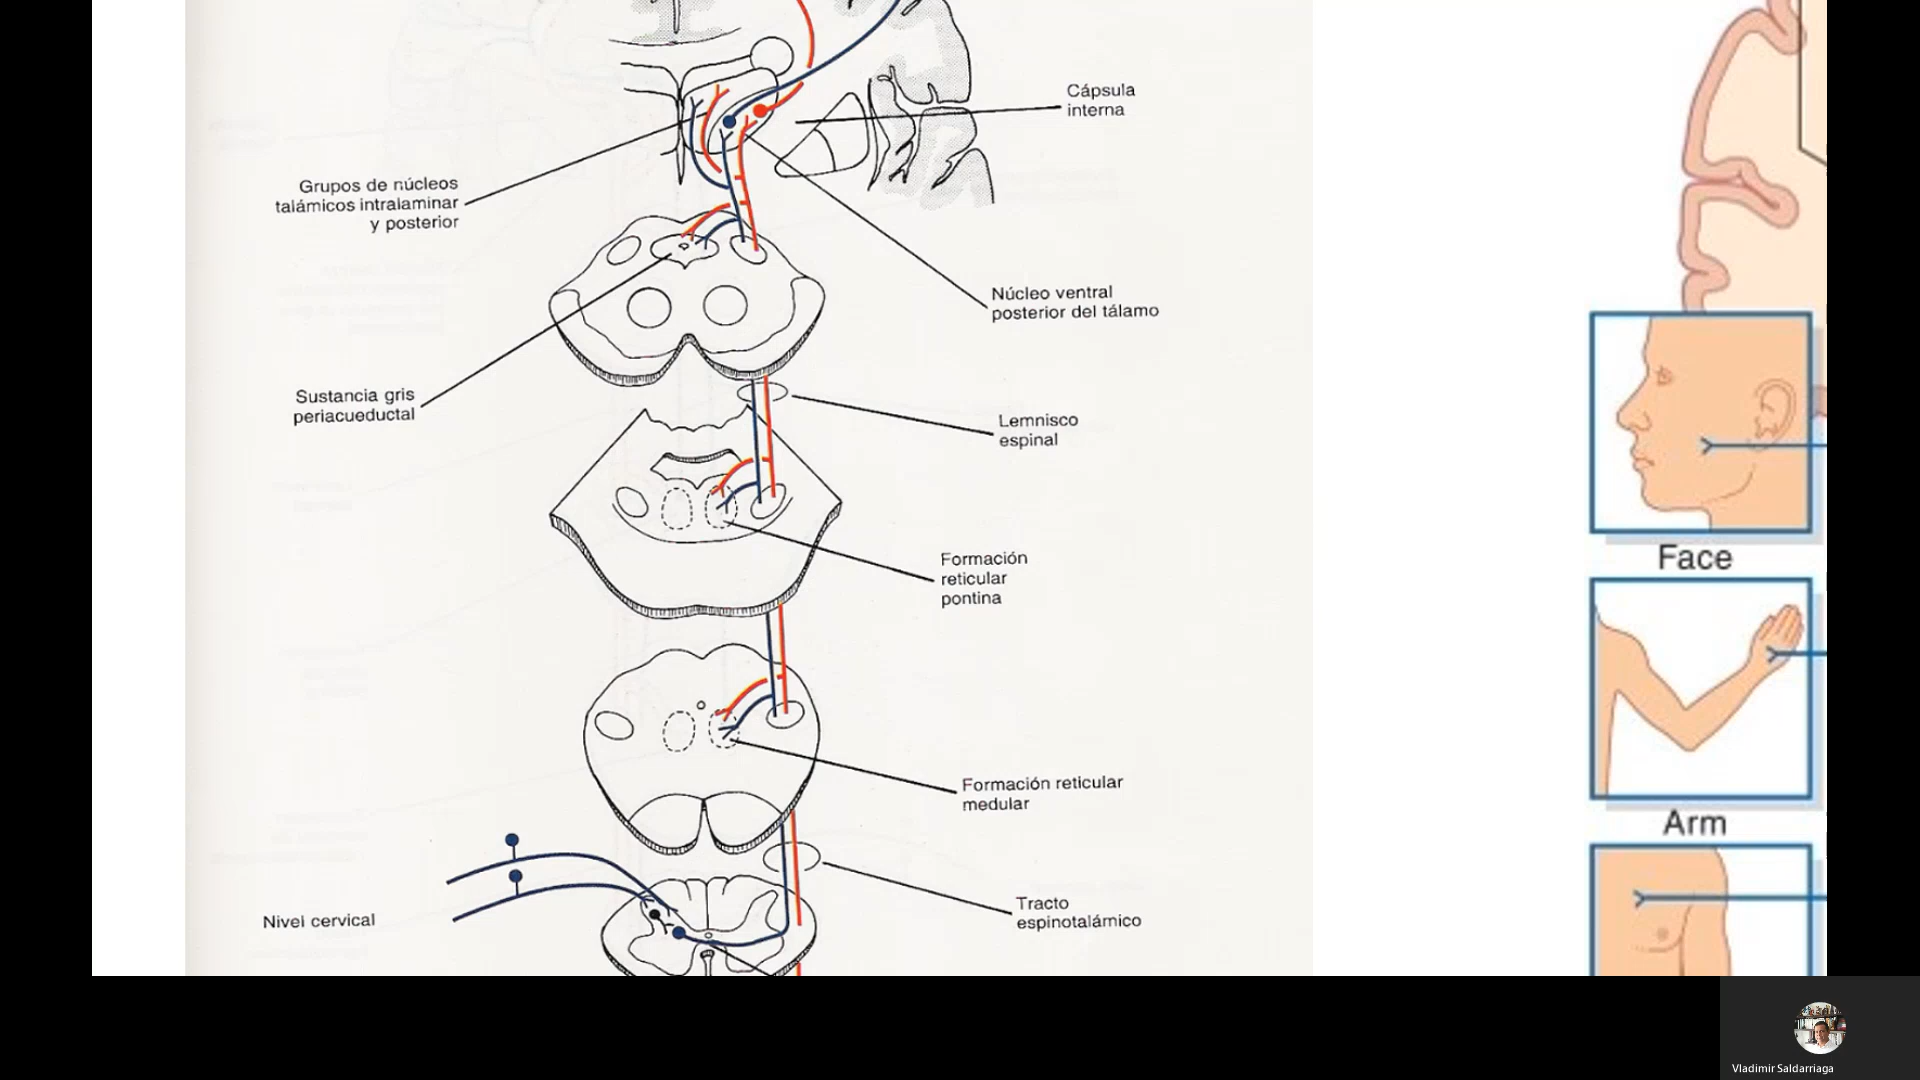 Cápsula
interna
Grupos de núcleos
talámicos intralaminar
y posterior
Núcleo ventral
posterior del tálamo
Sustancia gris
periacueductal
Lemnisco
espinal
Formación
reticular
pontina
Formación reticular
medular
Nivel cervical
Tracto
espinotalámico
Face
Arm
Vladimir Saldarriaga